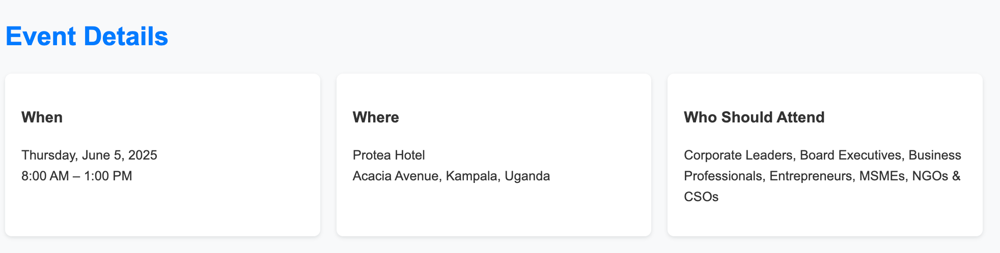 Event Details
When
Thursday, June 5, 2025
8:00 AM – 1:00 PM
Where
Protea Hotel
Acacia Avenue, Kampala, Uganda
Who Should Attend
Corporate Leaders, Board Executives, Business
Professionals, Entrepreneurs, MSMEs, NGOs &
CSOs